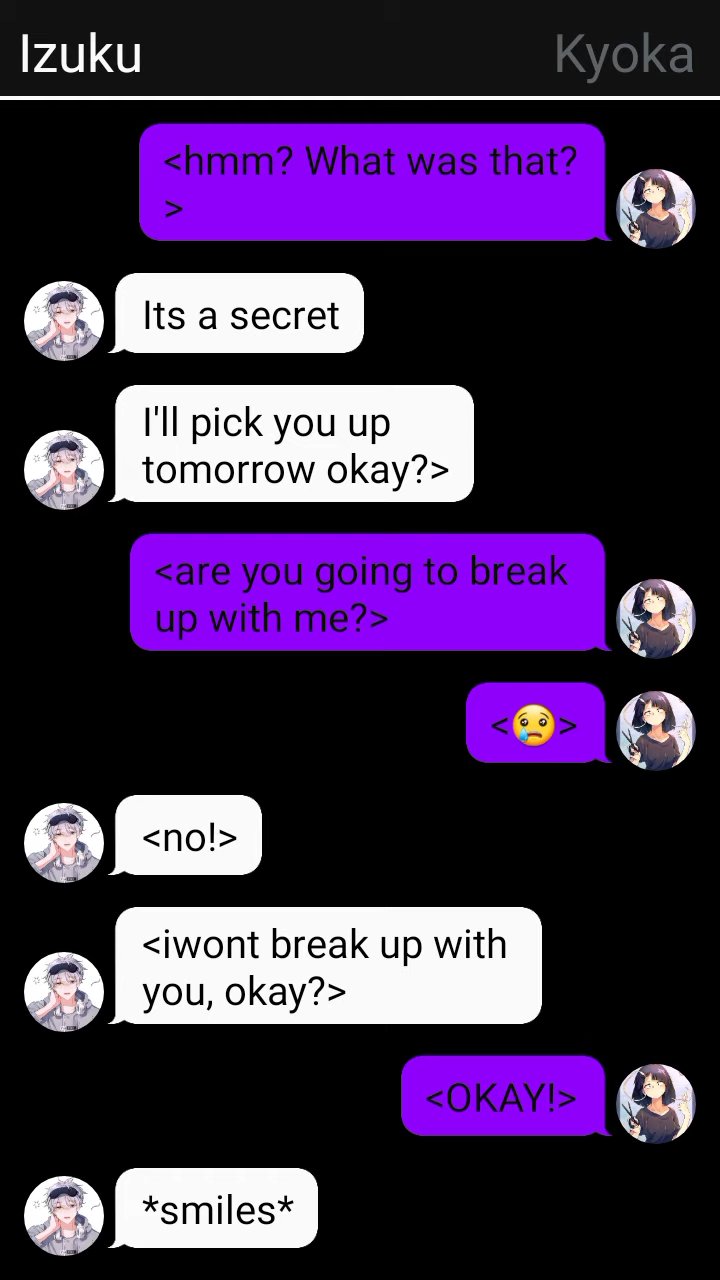 Izuku
Kyoka
<hmm? What was that?
>
Its a secret
I'll pick you up
tomorrow okay?>
<are you going to break
up with me?>
<😢>
<no!>
<iwont break up with
you, okay?>
<OKAY!>
*smiles*